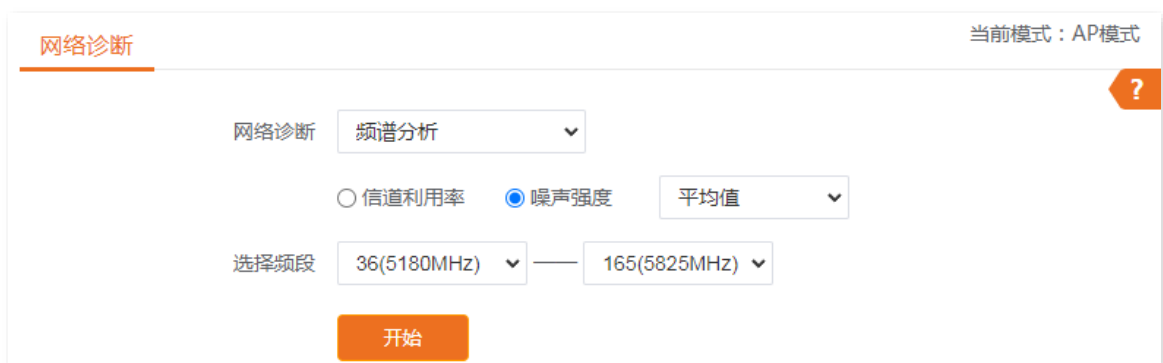 网络诊断
当前模式：AP模式
?
网络诊断 频谱分析
信道利用率 噪声强度 平均值
选择频段 36(5180MHz) 165(5825MHz)
开始